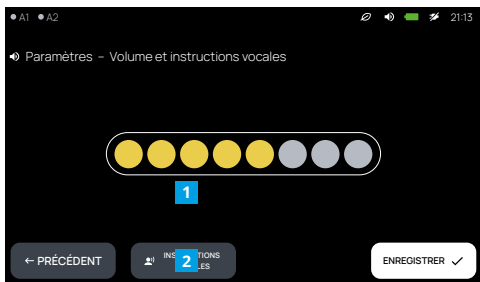 A1 A2 21:13
Paramètres – Volume et instructions vocales
1
← PRÉCÉDENT
2
ENREGISTRER